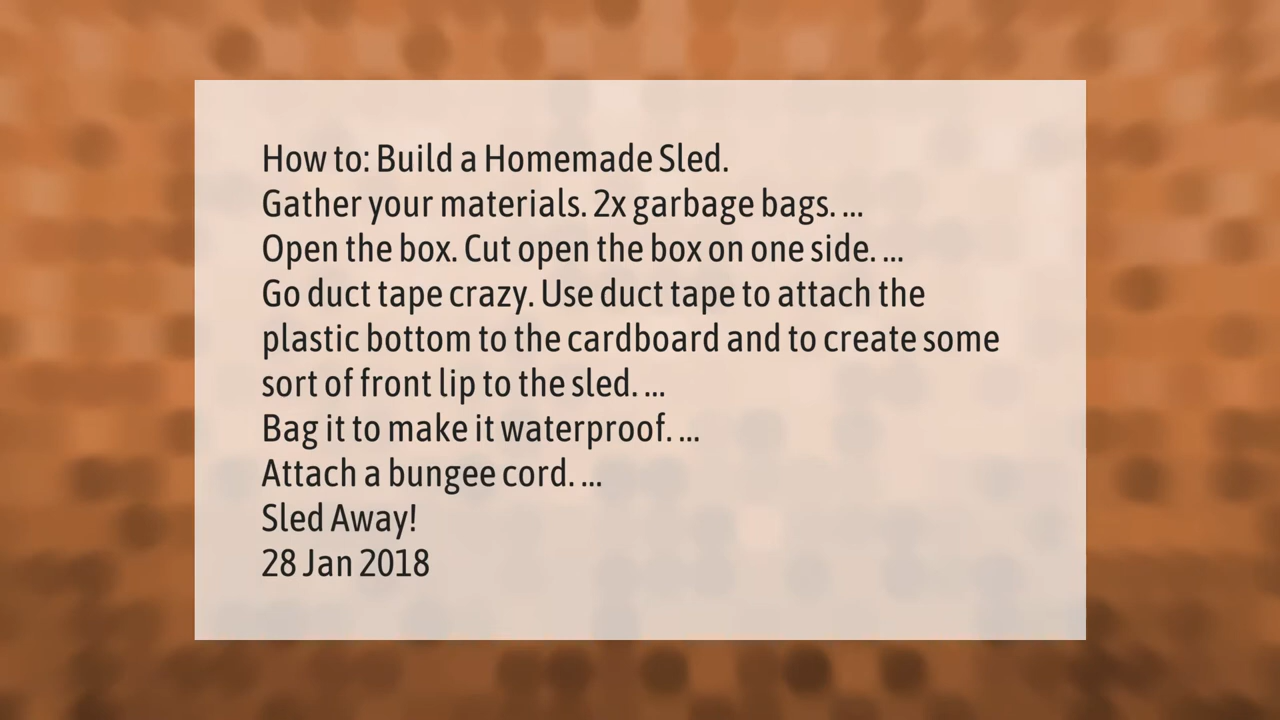 How to: Build a Homemade Sled.
Gather your materials. 2x garbage bags. ...
Open the box. Cut open the box on one side. ...
Go duct tape crazy. Use duct tape to attach the
plastic bottom to the cardboard and to create some
sort of front lip to the sled. ...
Bag it to make it waterproof. ...
Attach a bungee cord. ...
Sled Away!
28 Jan 2018